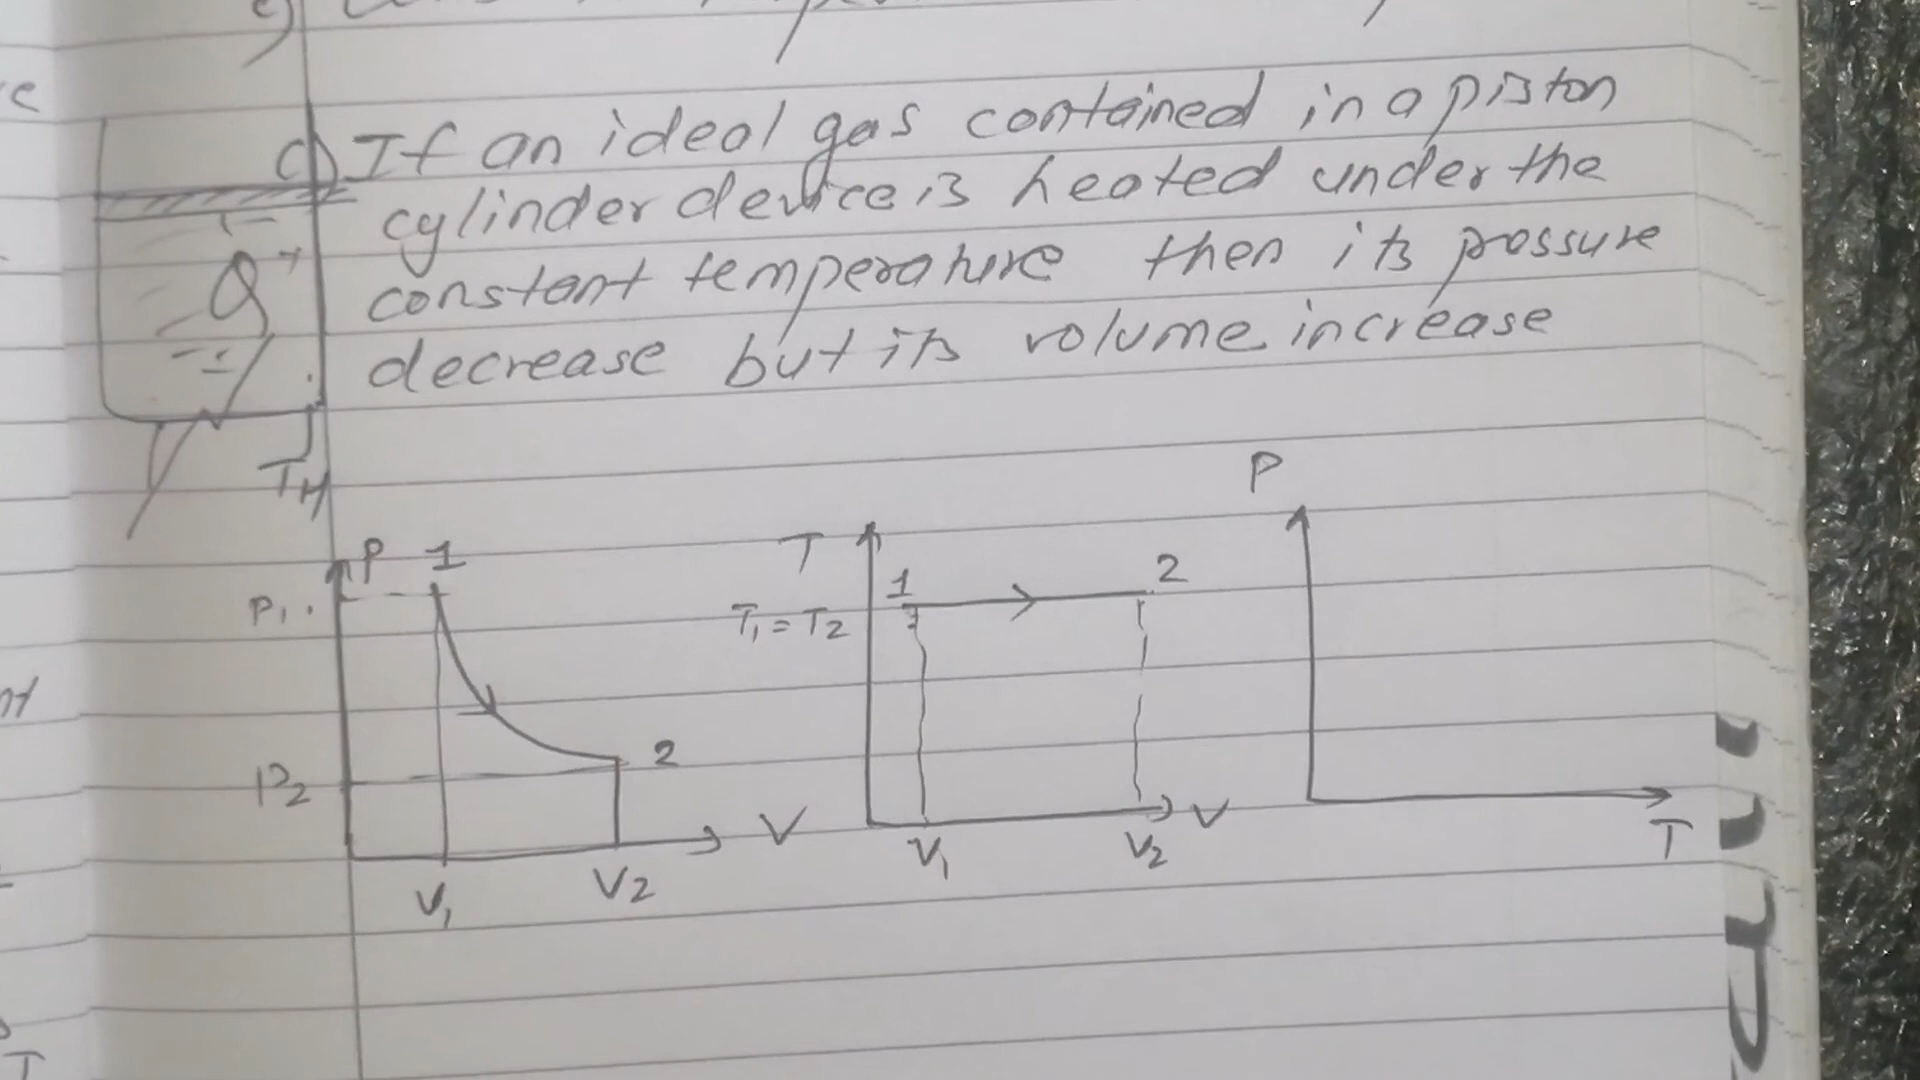 c) If an ideal gas contained in a piston
cylinder device is heated under the
constant temperature then its pressure
decrease but its volume increase
Q
TH
P 1
P1
P2
2
V
V1
V2
T
1
2
T1 = T2
V
V1
V2
P
T